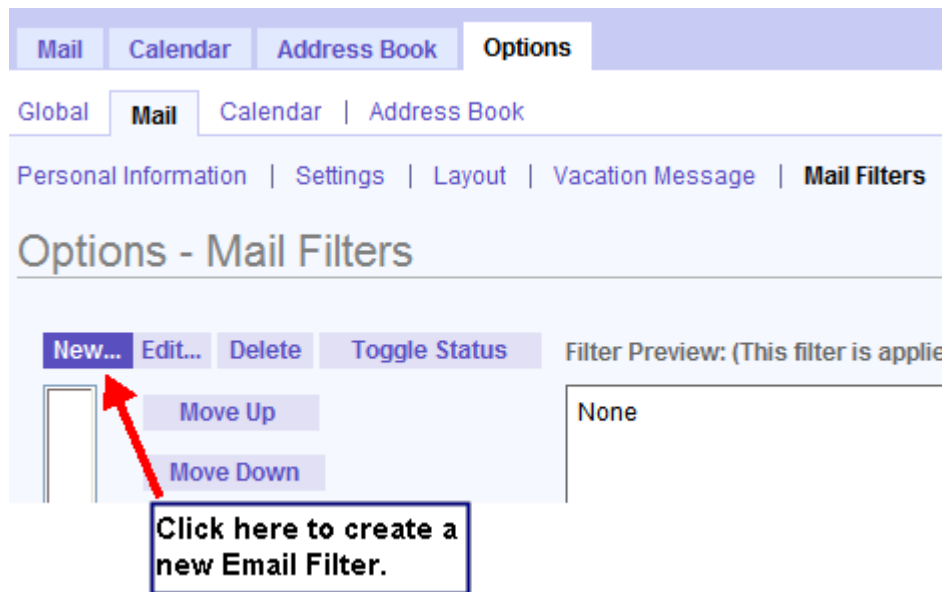 Mail Calendar Address Book Options
Global Mail Calendar | Address Book
Personal Information | Settings | Layout | Vacation Message | Mail Filters
Options - Mail Filters
New... Edit... Delete Toggle Status Filter Preview: (This filter is applie
Move Up None
Move Down
Click here to create a
new Email Filter.